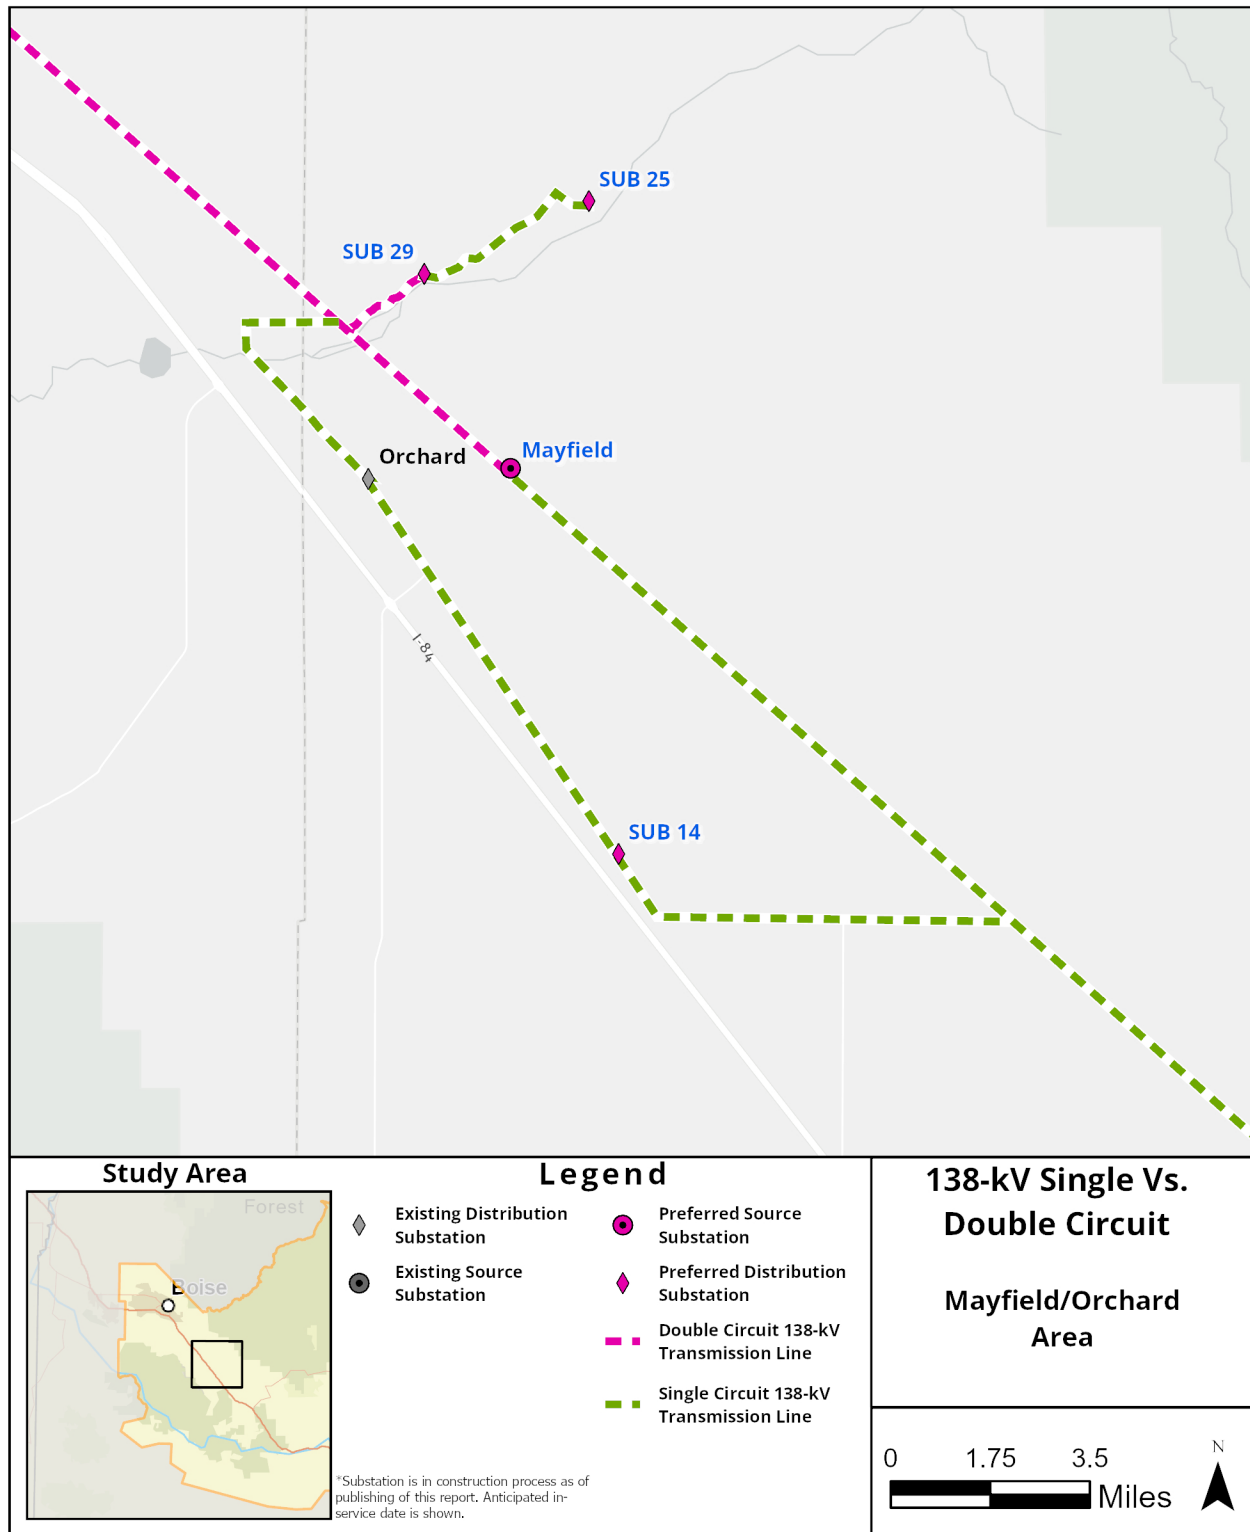 SUB 25
SUB 29
Orchard
Mayfield
I-84
SUB 14
Study Area
Forest
Boise
Legend
Existing Distribution
Substation
Existing Source
Substation
Preferred Source
Substation
Preferred Distribution
Substation
Double Circuit 138-kV
Transmission Line
Single Circuit 138-kV
Transmission Line
*Substation is in construction process as of
publishing of this report. Anticipated in-
service date is shown.
138-kV Single Vs.
Double Circuit
Mayfield/Orchard
Area
0 1.75 3.5
Miles
N